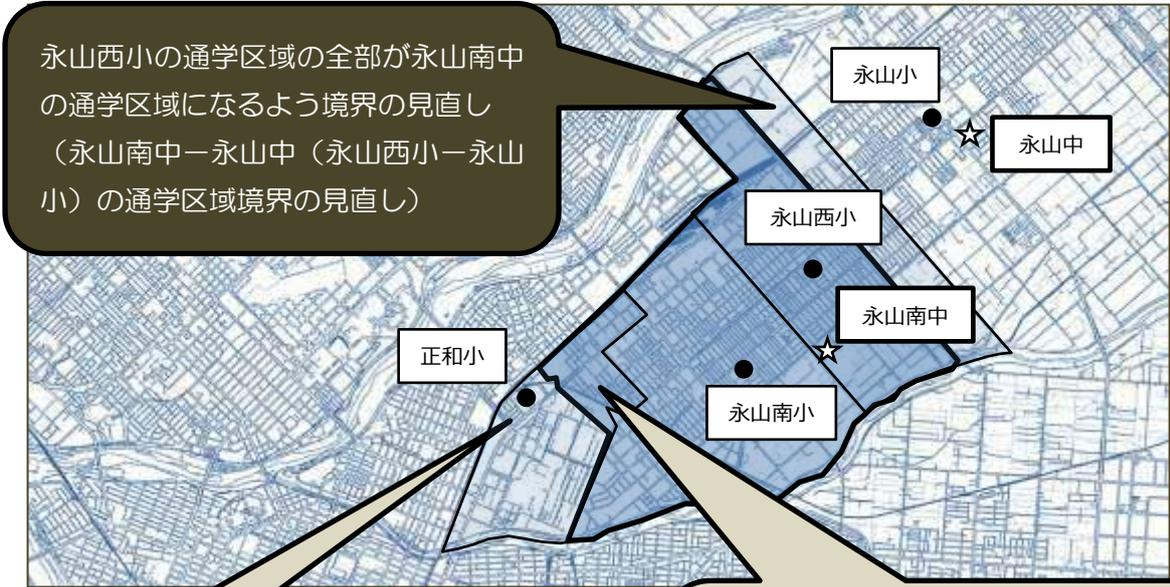 永山西小の通学区域の全部が永山南中
の通学区域になるよう境界の見直し
（永山南中－永山中（永山西小－永山
小）の通学区域境界の見直し）
永山小
永山中
永山西小
永山南中
正和小
永山南小